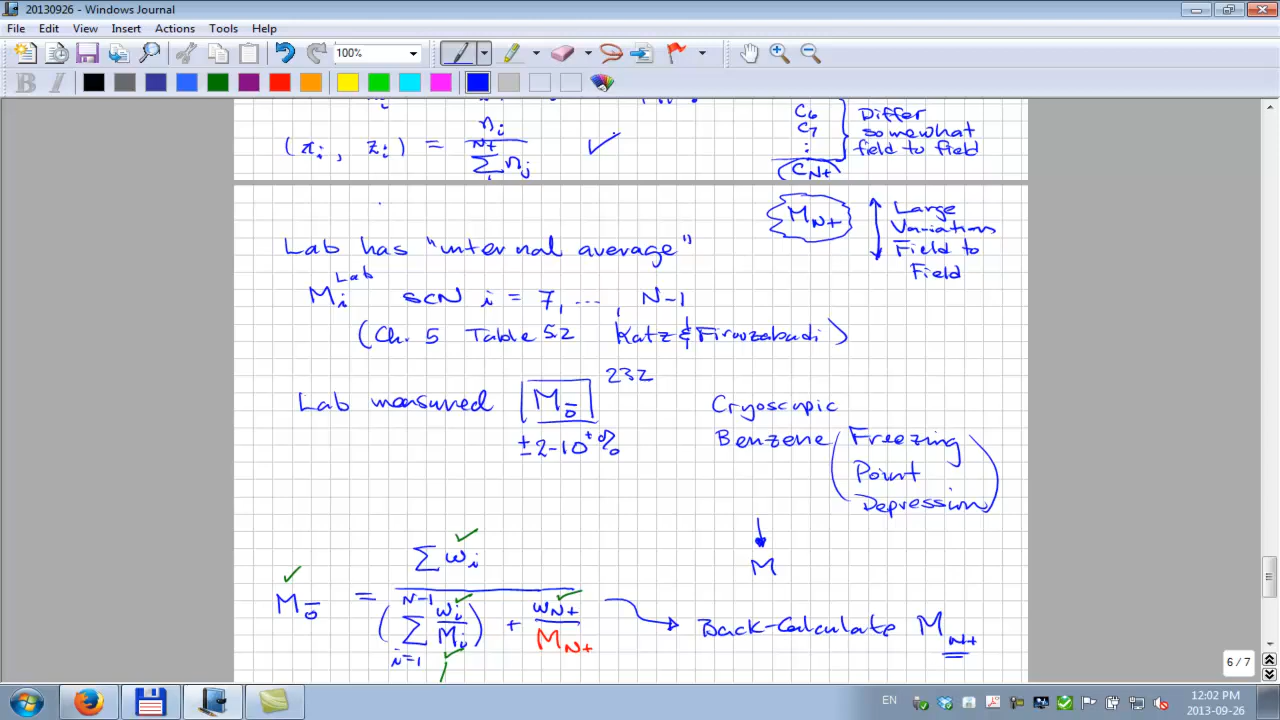 20130926 - Windows Journal
File Edit View Insert Actions Tools Help
100%
(xi, zi) = ni / N+ Σ nj ✓
C6
C7
:
CN+
Differ
somewhat
field to field
MN+
Large
Variation
Field to
Field
Lab has "internal average"
Mi Lab SCN i = 7, ..., N-1
(Ch. 5 Table 5.2 Katz & Firoozabadi)
Lab measured Mō 232
±2-10+%
Cryoscopic
Benzene (Freezing
Point
Depression)
M
Mō = Σ wi / (N-1 Σ i=1 wi/Mi) + wN+/MN+
Back-Calculate MN+
6 / 7
EN
12:02 PM
2013-09-26